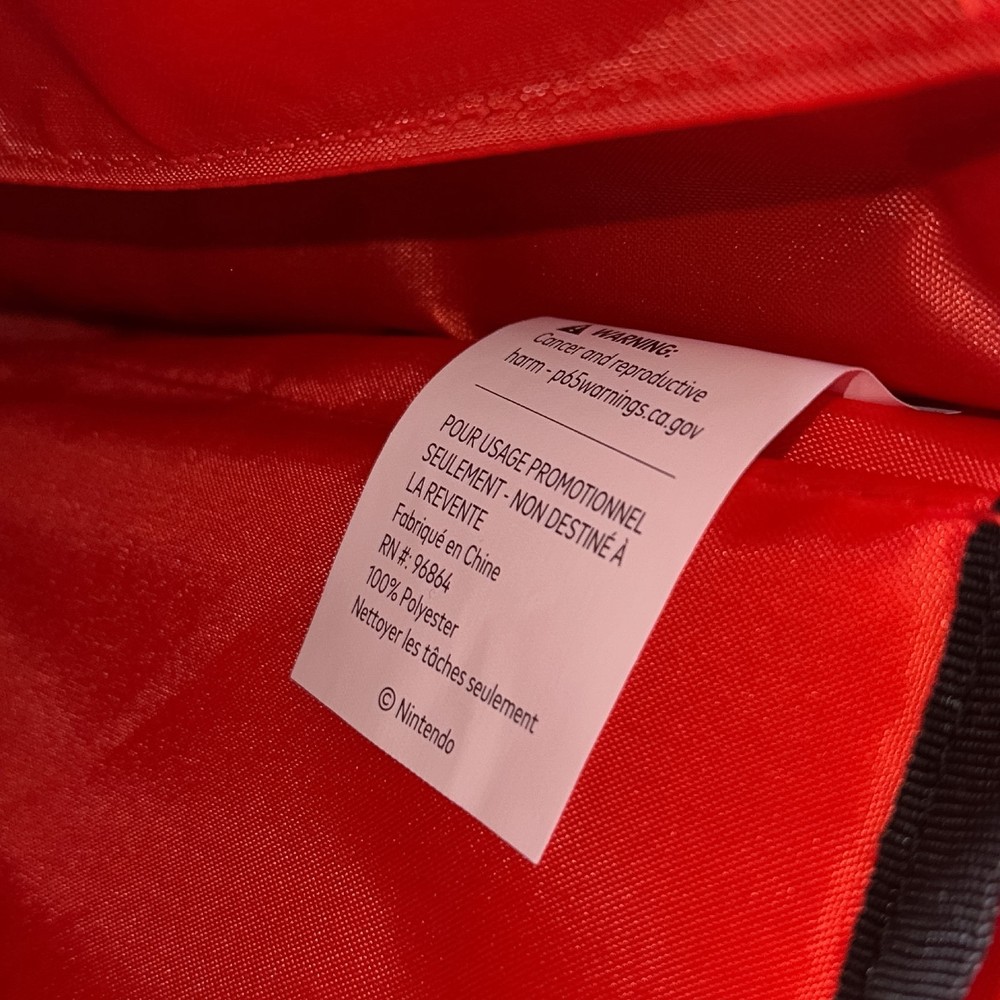 ⚠ WARNING:
Cancer and reproductive
harm - p65warnings.ca.gov
POUR USAGE PROMOTIONNEL
SEULEMENT - NON DESTINÉ À
LA REVENTE
Fabriqué en Chine
RN #: 96864
100% Polyester
Nettoyer les tâches seulement
© Nintendo